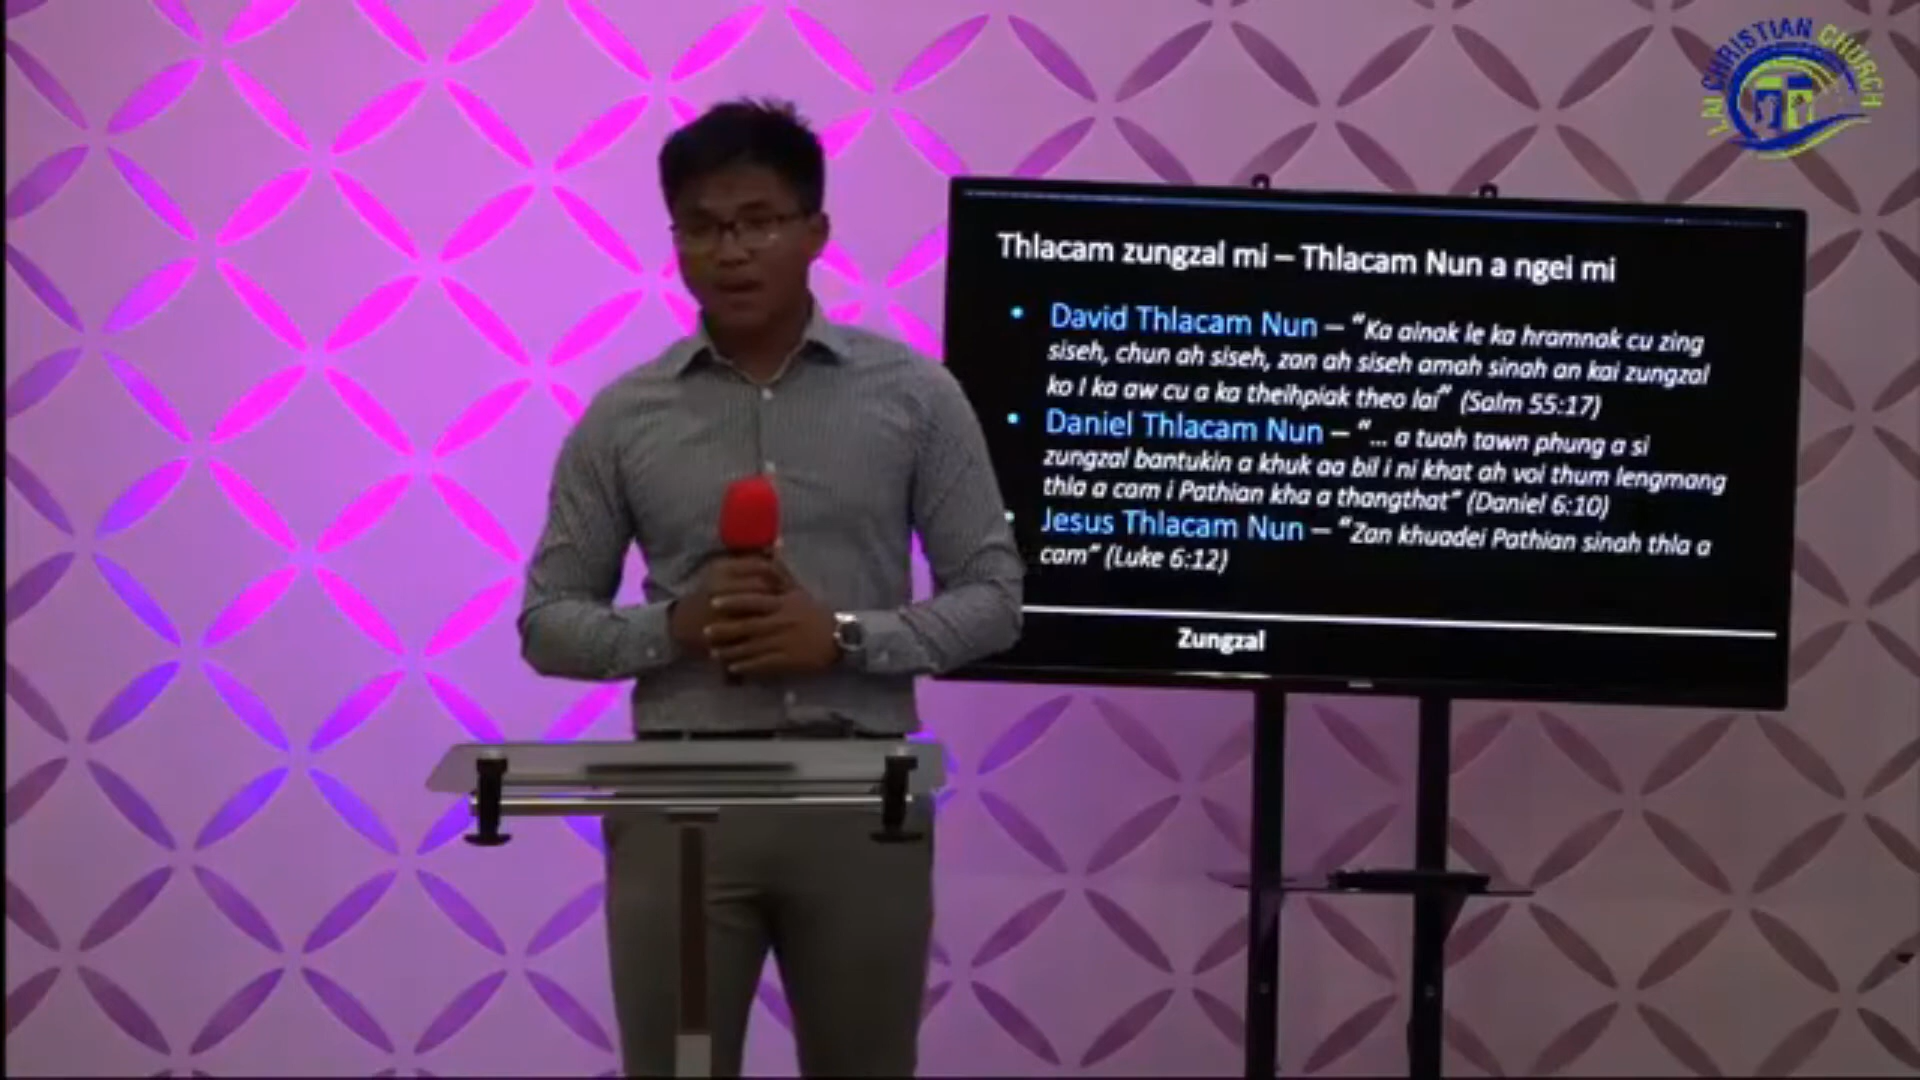 LAI CHRISTIAN CHURCH
Thlacam zungzal mi – Thlacam Nun a ngei mi
• David Thlacam Nun – “Ka ainak le ka hramnak cu zing
siseh, chun ah siseh, zan ah siseh amah sinah an kai zungzal
ko I ka aw cu a ka theihpiak theo lai” (Salm 55:17)
• Daniel Thlacam Nun – “... a tuah tawn phung a si
zungzal bantukin a khuk aa bil i ni khat ah voi thum lengmang
thla a cam i Pathian kha a thangthat” (Daniel 6:10)
• Jesus Thlacam Nun – “Zan khuadei Pathian sinah thla a
cam” (Luke 6:12)
Zungzal